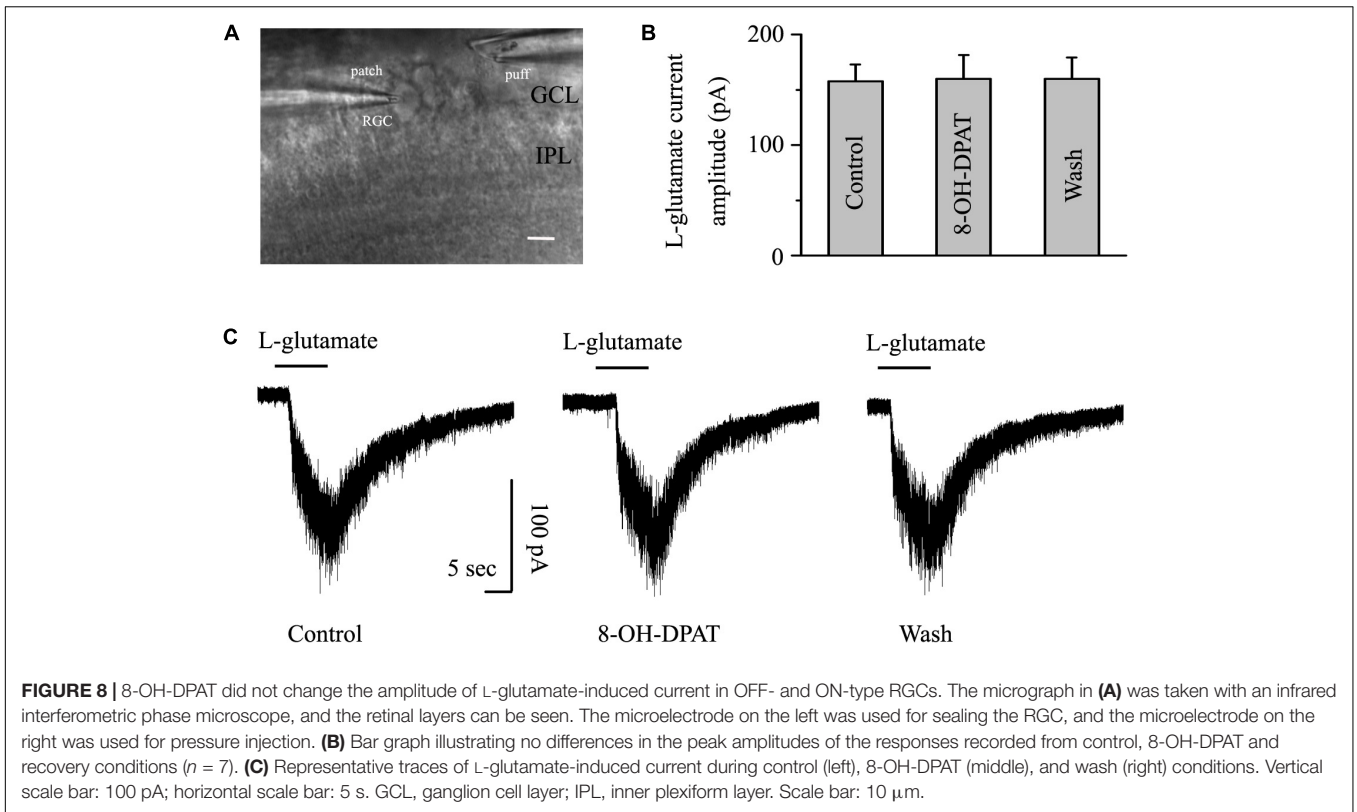 A
patch
puff
GCL
RGC
IPL
B
L-glutamate current
amplitude (pA)
200
100
0
Control
8-OH-DPAT
Wash
C
L-glutamate
L-glutamate
L-glutamate
100 pA
5 sec
Control
8-OH-DPAT
Wash
FIGURE 8 | 8-OH-DPAT did not change the amplitude of L-glutamate-induced current in OFF- and ON-type RGCs. The micrograph in (A) was taken with an infrared
interferometric phase microscope, and the retinal layers can be seen. The microelectrode on the left was used for sealing the RGC, and the microelectrode on the
right was used for pressure injection. (B) Bar graph illustrating no differences in the peak amplitudes of the responses recorded from control, 8-OH-DPAT and
recovery conditions (n = 7). (C) Representative traces of L-glutamate-induced current during control (left), 8-OH-DPAT (middle), and wash (right) conditions. Vertical
scale bar: 100 pA; horizontal scale bar: 5 s. GCL, ganglion cell layer; IPL, inner plexiform layer. Scale bar: 10 μm.